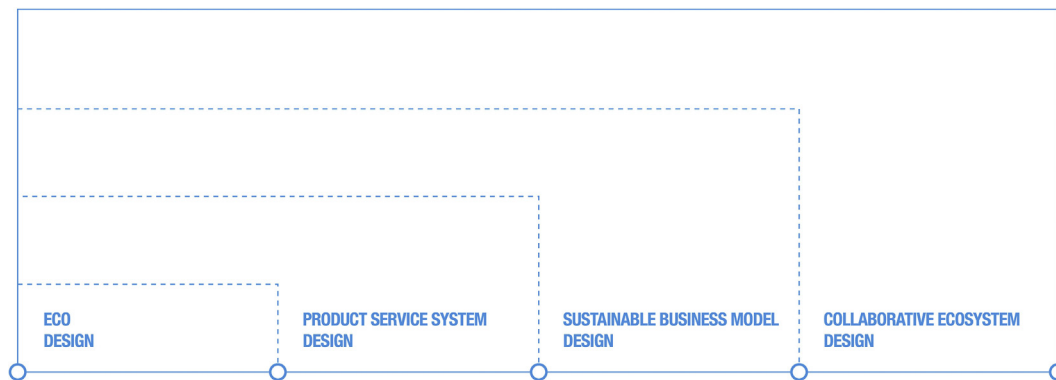 ECO
DESIGN
PRODUCT SERVICE SYSTEM
DESIGN
SUSTAINABLE BUSINESS MODEL
DESIGN
COLLABORATIVE ECOSYSTEM
DESIGN